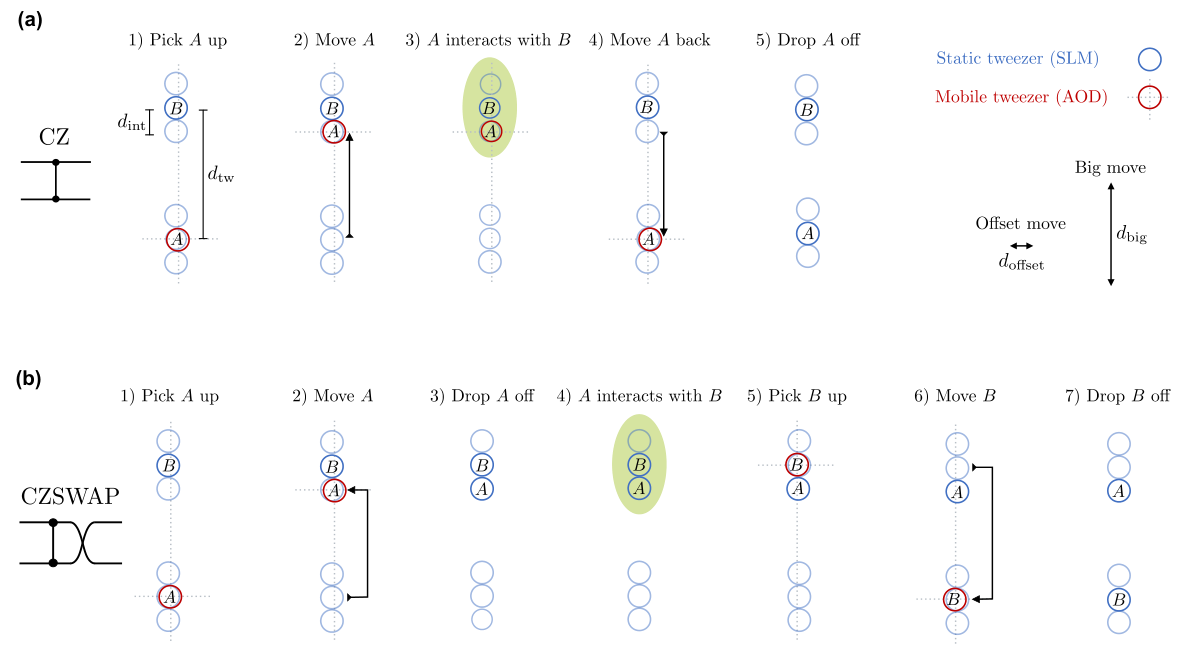 (a)
1) Pick A up
2) Move A
3) A interacts with B
4) Move A back
5) Drop A off
Static tweezer (SLM)
Mobile tweezer (AOD)
CZ
d_int
d_tw
B
A
B
A
B
A
B
A
B
A
Big move
Offset move
d_big
d_offset
(b)
1) Pick A up
2) Move A
3) Drop A off
4) A interacts with B
5) Pick B up
6) Move B
7) Drop B off
CZSWAP
B
A
B
A
B
A
B
A
B
A
A
B
A
B